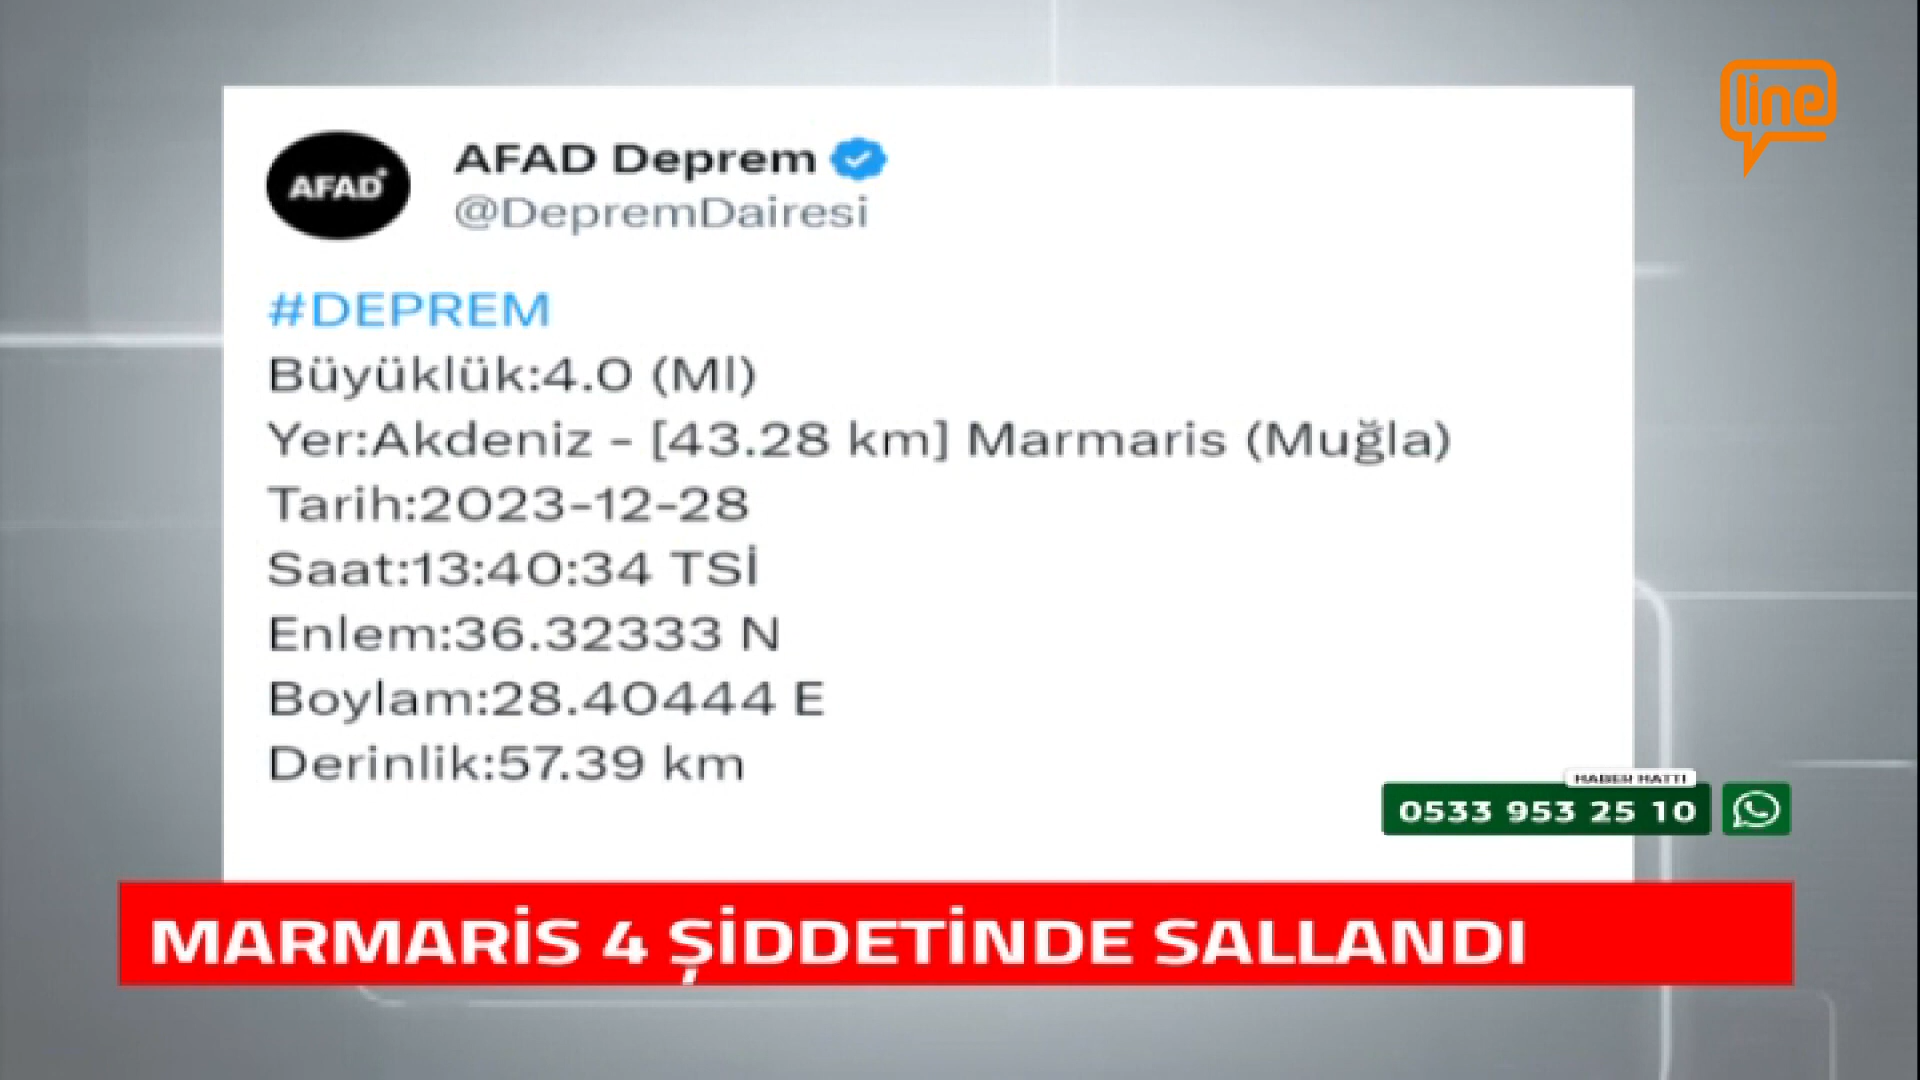 line
AFAD
AFAD Deprem
@DepremDairesi
#DEPREM
Büyüklük:4.0 (Ml)
Yer:Akdeniz - [43.28 km] Marmaris (Muğla)
Tarih:2023-12-28
Saat:13:40:34 TSİ
Enlem:36.32333 N
Boylam:28.40444 E
Derinlik:57.39 km
HABER HATTI
0533 953 25 10
MARMARİS 4 ŞİDDETİNDE SALLANDI